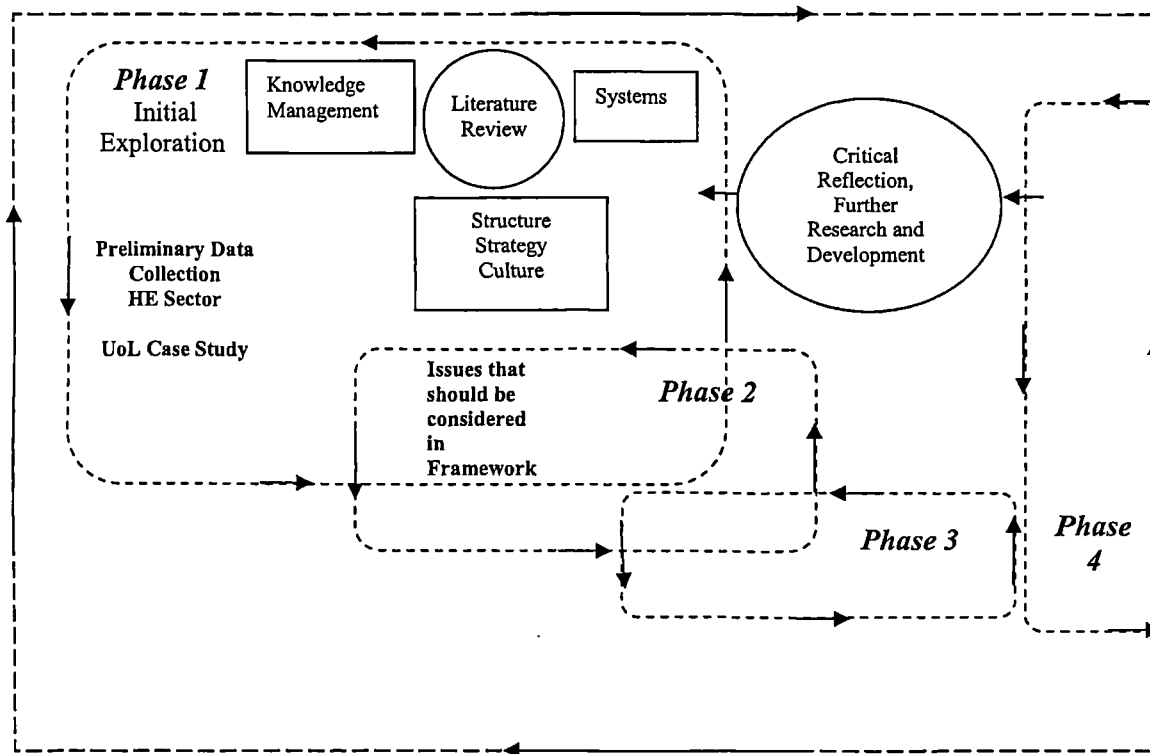 Phase 1
Initial
Exploration
Knowledge
Management
Literature
Review
Systems
Structure
Strategy
Culture
Critical
Reflection,
Further
Research and
Development
Preliminary Data
Collection
HE Sector
UoL Case Study
Issues that
should be
considered
in
Framework
Phase 2
Phase 3
Phase
4